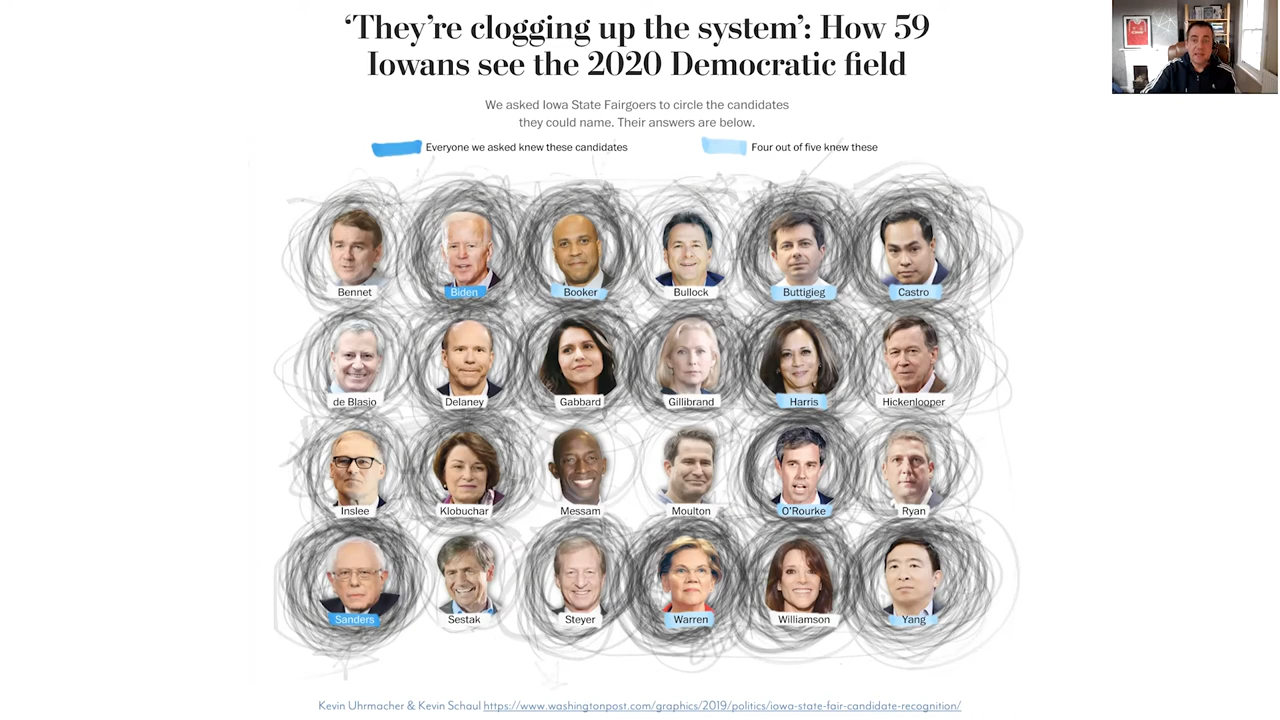 ‘They’re clogging up the system’: How 59
Iowans see the 2020 Democratic field
We asked Iowa State Fairgoers to circle the candidates
they could name. Their answers are below.
Everyone we asked knew these candidates
Four out of five knew these
Bennet
Biden
Booker
Bullock
Buttigieg
Castro
de Blasio
Delaney
Gabbard
Gillibrand
Harris
Hickenlooper
Inslee
Klobuchar
Messam
Moulton
O’Rourke
Ryan
Sanders
Sestak
Steyer
Warren
Williamson
Yang
Kevin Uhrmacher & Kevin Schaul https://www.washingtonpost.com/graphics/2019/politics/iowa-state-fair-candidate-recognition/